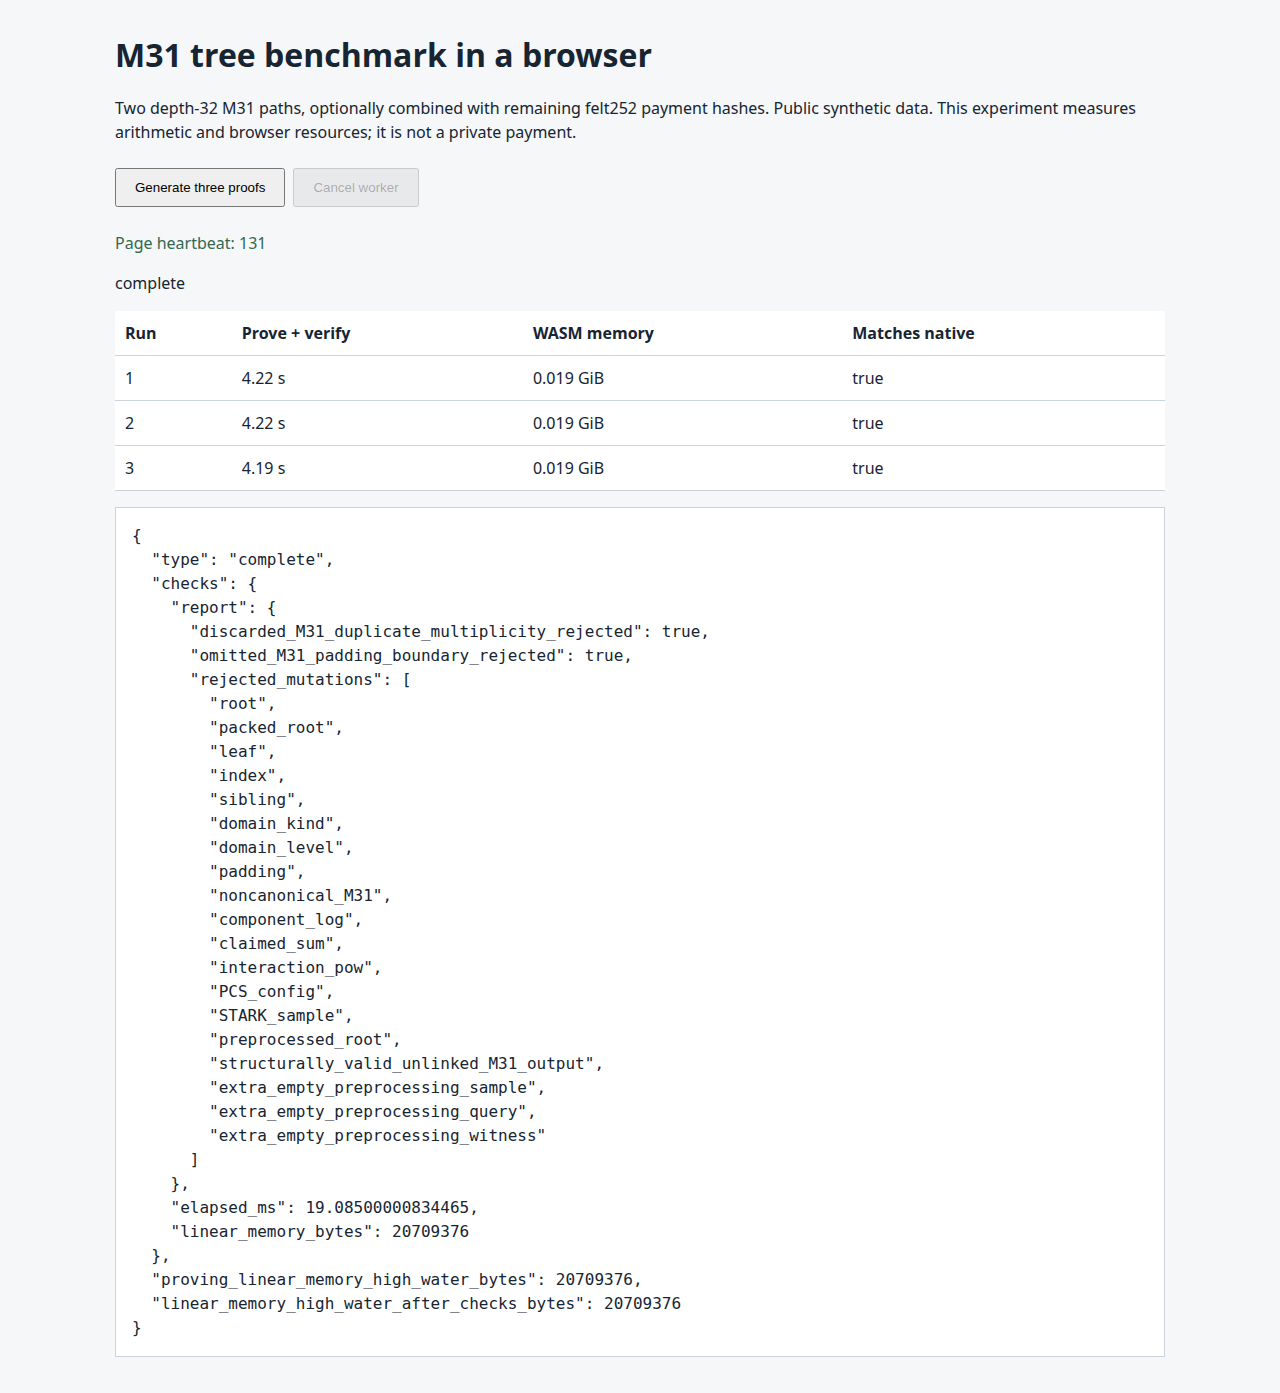 M31 tree benchmark in a browser
Two depth-32 M31 paths, optionally combined with remaining felt252 payment hashes. Public synthetic data. This experiment measures
arithmetic and browser resources; it is not a private payment.
Generate three proofs Cancel worker
Page heartbeat: 131
complete
Run Prove + verify WASM memory Matches native
1 4.22 s 0.019 GiB true
2 4.22 s 0.019 GiB true
3 4.19 s 0.019 GiB true
{
  "type": "complete",
  "checks": {
    "report": {
      "discarded_M31_duplicate_multiplicity_rejected": true,
      "omitted_M31_padding_boundary_rejected": true,
      "rejected_mutations": [
        "root",
        "packed_root",
        "leaf",
        "index",
        "sibling",
        "domain_kind",
        "domain_level",
        "padding",
        "noncanonical_M31",
        "component_log",
        "claimed_sum",
        "interaction_pow",
        "PCS_config",
        "STARK_sample",
        "preprocessed_root",
        "structurally_valid_unlinked_M31_output",
        "extra_empty_preprocessing_sample",
        "extra_empty_preprocessing_query",
        "extra_empty_preprocessing_witness"
      ]
    },
    "elapsed_ms": 19.08500000834465,
    "linear_memory_bytes": 20709376
  },
  "proving_linear_memory_high_water_bytes": 20709376,
  "linear_memory_high_water_after_checks_bytes": 20709376
}